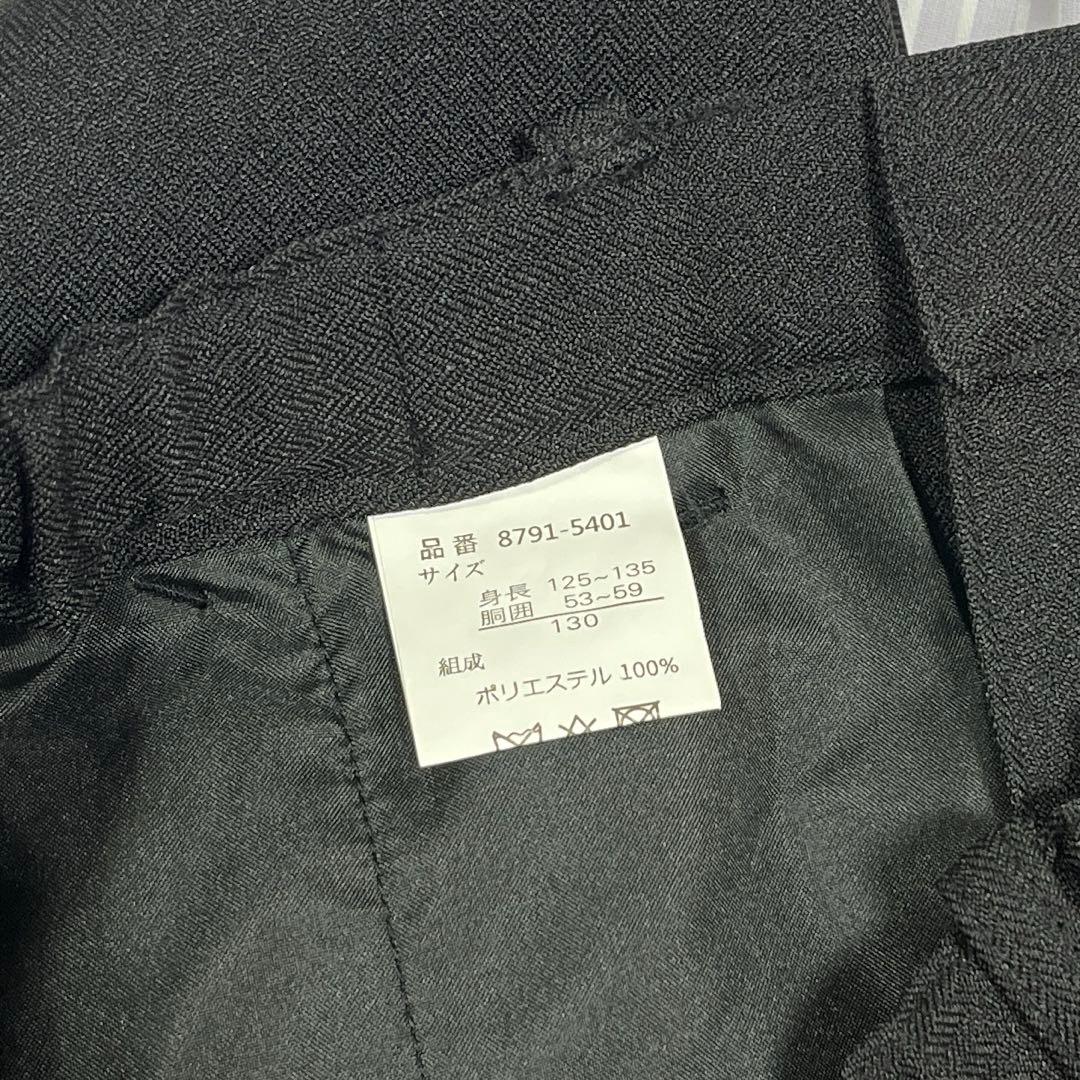 品番 8791-5401
サイズ
身長 125~135
胴囲 53~59
130
組成
ポリエステル 100%